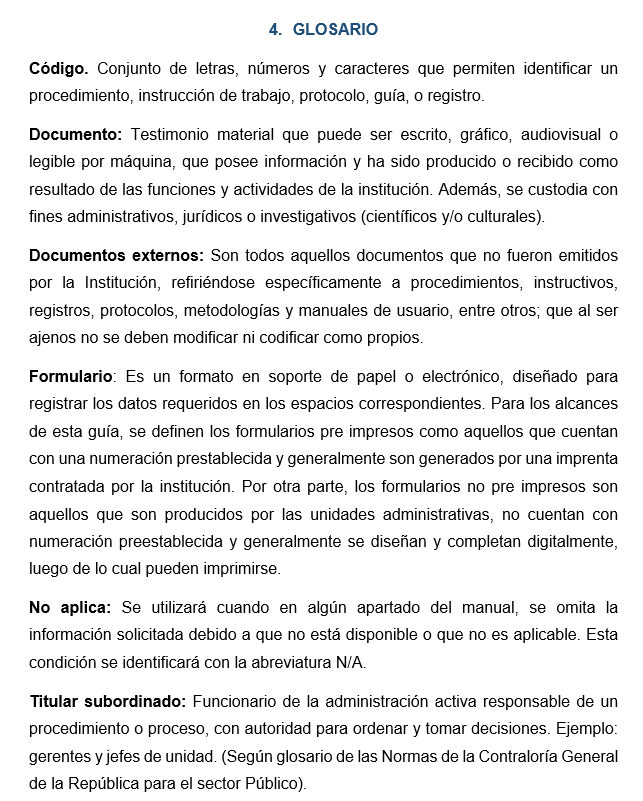 4. GLOSARIO
Código. Conjunto de letras, números y caracteres que permiten identificar un
procedimiento, instrucción de trabajo, protocolo, guía, o registro.
Documento: Testimonio material que puede ser escrito, gráfico, audiovisual o
legible por máquina, que posee información y ha sido producido o recibido como
resultado de las funciones y actividades de la institución. Además, se custodia con
fines administrativos, jurídicos o investigativos (científicos y/o culturales).
Documentos externos: Son todos aquellos documentos que no fueron emitidos
por la Institución, refiriéndose específicamente a procedimientos, instructivos,
registros, protocolos, metodologías y manuales de usuario, entre otros; que al ser
ajenos no se deben modificar ni codificar como propios.
Formulario: Es un formato en soporte de papel o electrónico, diseñado para
registrar los datos requeridos en los espacios correspondientes. Para los alcances
de esta guía, se definen los formularios pre impresos como aquellos que cuentan
con una numeración prestablecida y generalmente son generados por una imprenta
contratada por la institución. Por otra parte, los formularios no pre impresos son
aquellos que son producidos por las unidades administrativas, no cuentan con
numeración preestablecida y generalmente se diseñan y completan digitalmente,
luego de lo cual pueden imprimirse.
No aplica: Se utilizará cuando en algún apartado del manual, se omita la
información solicitada debido a que no está disponible o que no es aplicable. Esta
condición se identificará con la abreviatura N/A.
Titular subordinado: Funcionario de la administración activa responsable de un
procedimiento o proceso, con autoridad para ordenar y tomar decisiones. Ejemplo:
gerentes y jefes de unidad. (Según glosario de las Normas de la Contraloría General
de la República para el sector Público).